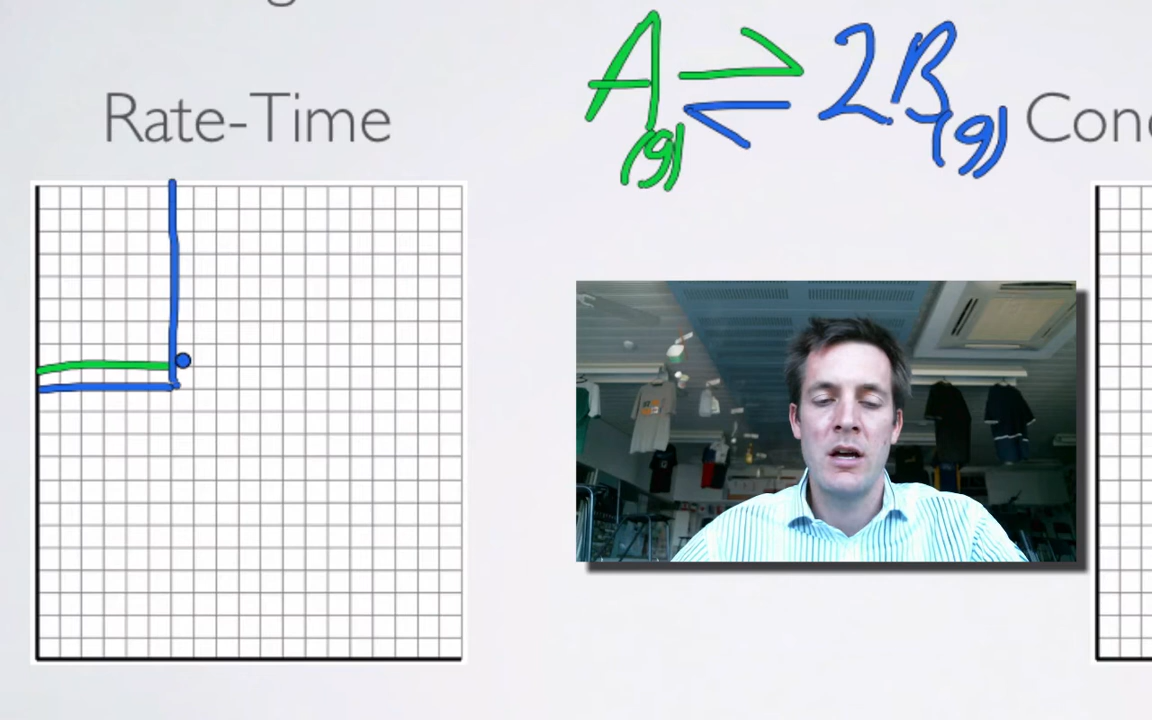 Rate-Time
A(g) ⇌ 2B(g)
Conc